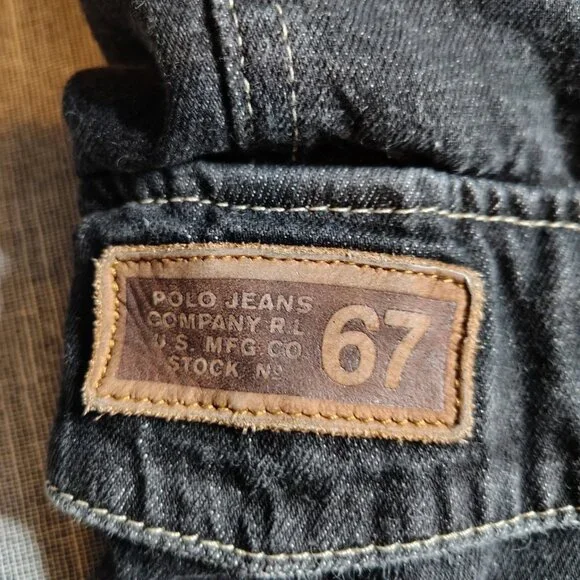 POLO JEANS
COMPANY R.L
U.S. MFG. CO.
STOCK Nº
67